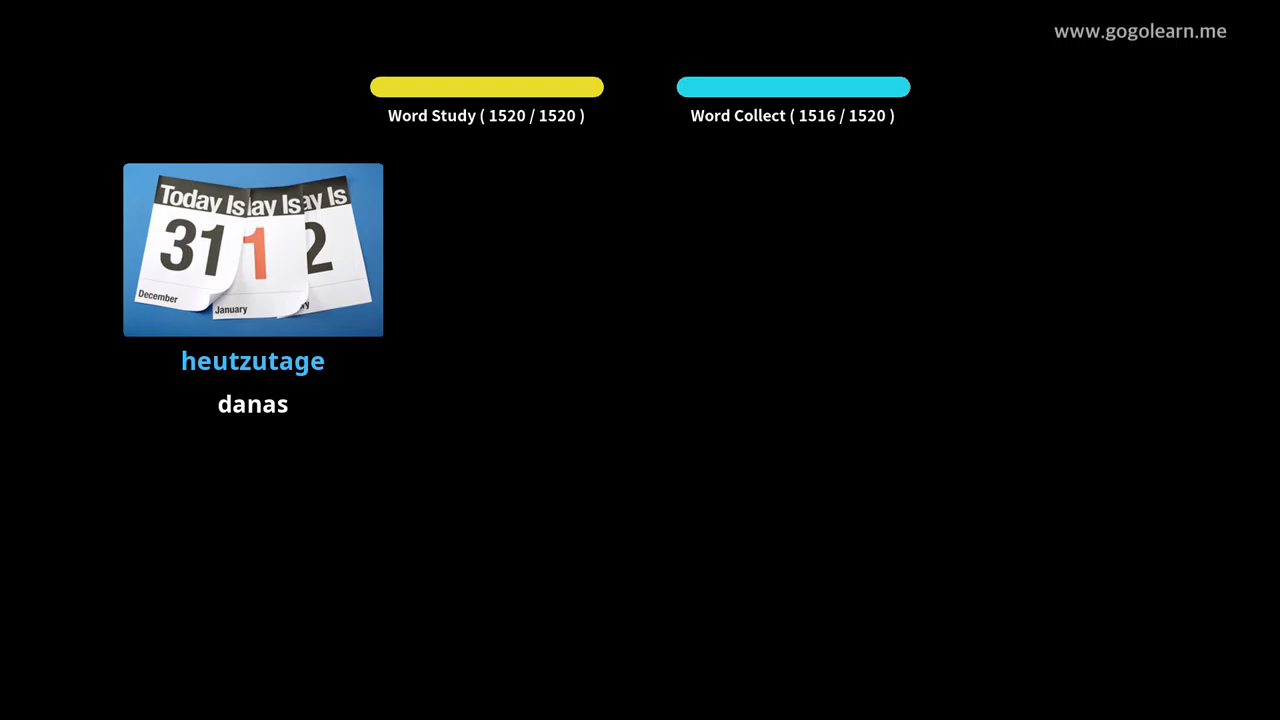 www.gogolearn.me
Word Study ( 1520 / 1520 )
Word Collect ( 1516 / 1520 )
Today Is
ay Is
ay Is
31
1
2
December
January
ry
heutzutage
danas